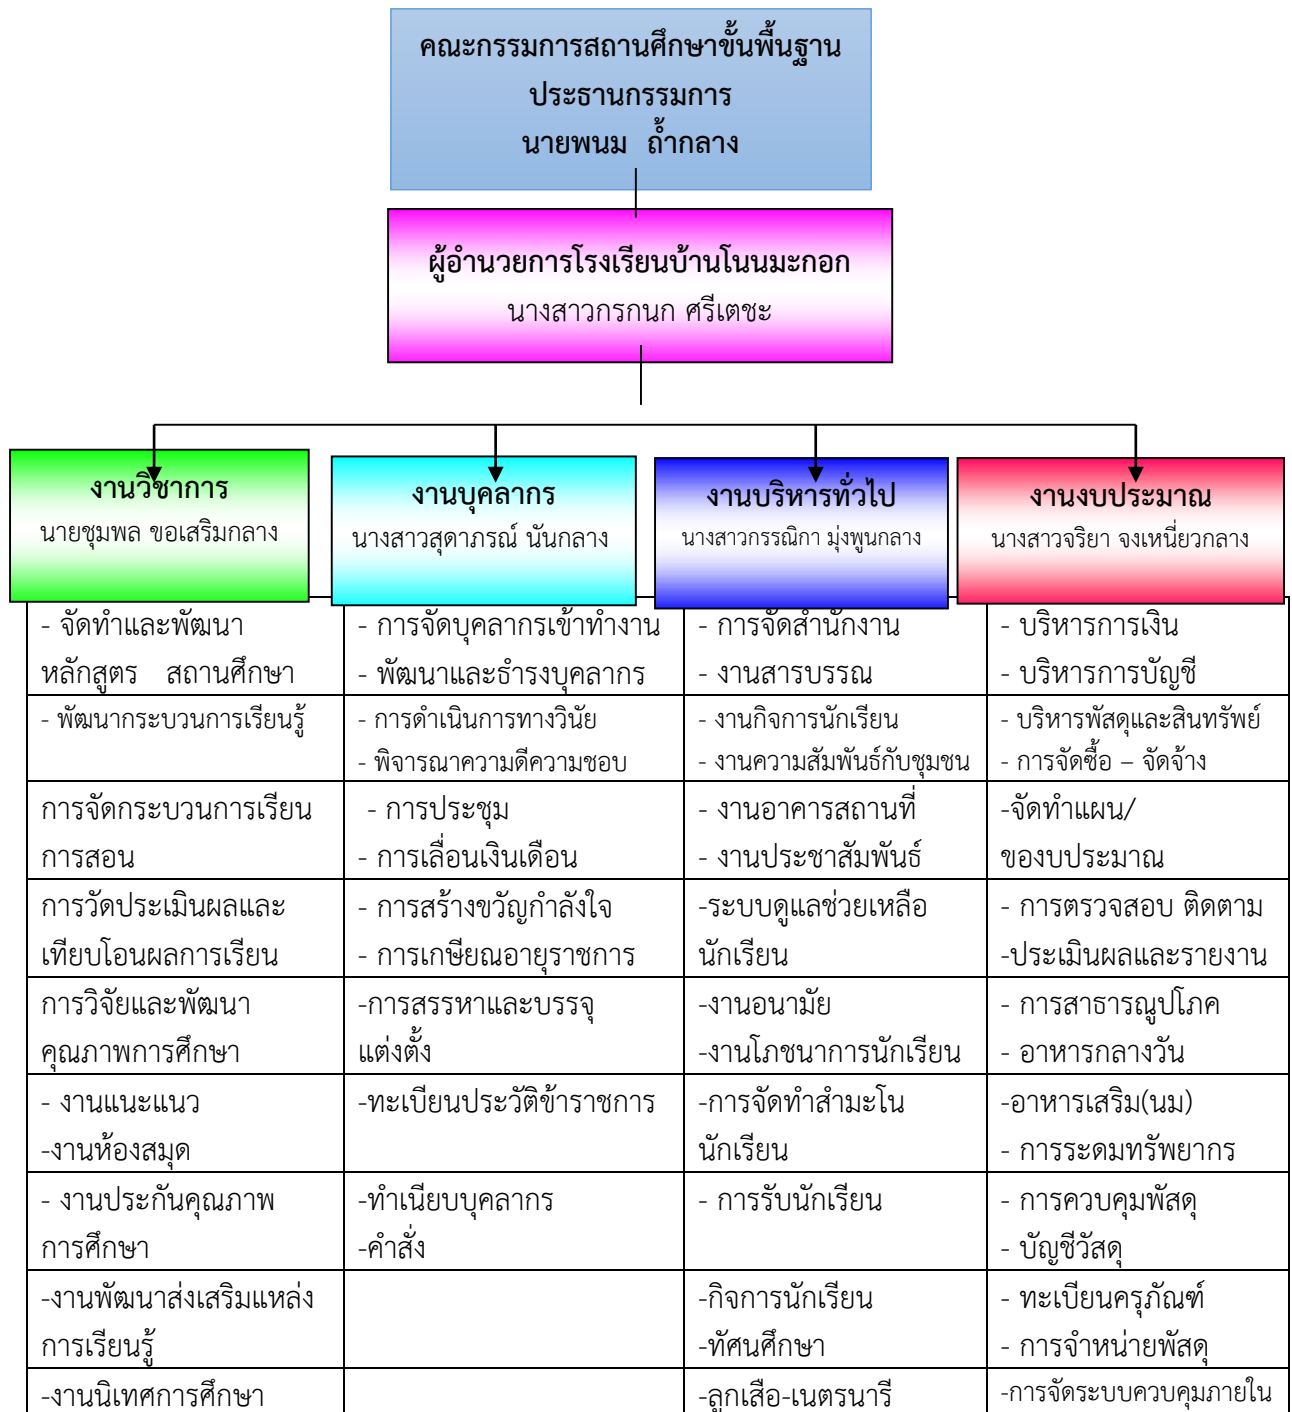 คณะกรรมการสถานศึกษาขั้นพื้นฐาน
ประธานกรรมการ
นายพนม ถ้ำกลาง
ผู้อำนวยการโรงเรียนบ้านโนนมะกอก
นางสาวกรกนก ศรีเตชะ
งานวิชาการ
นายชุมพล ขอเสริมกลาง
งานบุคลากร
นางสาวสุดาภรณ์ นันกลาง
งานบริหารทั่วไป
นางสาวกรรณิกา มุ่งพูนกลาง
งานงบประมาณ
นางสาวจริยา จงเหนี่ยวกลาง
- จัดทำและพัฒนา
หลักสูตร สถานศึกษา
- การจัดบุคลากรเข้าทำงาน
- พัฒนาและธำรงบุคลากร
- การจัดสำนักงาน
- งานสารบรรณ
- บริหารการเงิน
- บริหารการบัญชี
- พัฒนากระบวนการเรียนรู้
- การดำเนินการทางวินัย
- พิจารณาความดีความชอบ
- งานกิจการนักเรียน
- งานความสัมพันธ์กับชุมชน
- บริหารพัสดุและสินทรัพย์
- การจัดซื้อ – จัดจ้าง
การจัดกระบวนการเรียน
การสอน
- การประชุม
- การเลื่อนเงินเดือน
- งานอาคารสถานที่
- งานประชาสัมพันธ์
-จัดทำแผน/
ของบประมาณ
การวัดประเมินผลและ
เทียบโอนผลการเรียน
- การสร้างขวัญกำลังใจ
- การเกษียณอายุราชการ
-ระบบดูแลช่วยเหลือ
นักเรียน
- การตรวจสอบ ติดตาม
-ประเมินผลและรายงาน
การวิจัยและพัฒนา
คุณภาพการศึกษา
-การสรรหาและบรรจุ
แต่งตั้ง
-งานอนามัย
-งานโภชนาการนักเรียน
- การสาธารณูปโภค
- อาหารกลางวัน
- งานแนะแนว
-งานห้องสมุด
-ทะเบียนประวัติข้าราชการ
-การจัดทำสำมะโน
นักเรียน
-อาหารเสริม(นม)
- การระดมทรัพยากร
- งานประกันคุณภาพ
การศึกษา
-ทำเนียบบุคลากร
-คำสั่ง
- การรับนักเรียน
- การควบคุมพัสดุ
- บัญชีวัสดุ
-งานพัฒนาส่งเสริมแหล่ง
การเรียนรู้
-กิจการนักเรียน
-ทัศนศึกษา
- ทะเบียนครุภัณฑ์
- การจำหน่ายพัสดุ
-งานนิเทศการศึกษา
-ลูกเสือ-เนตรนารี
-การจัดระบบควบคุมภายใน